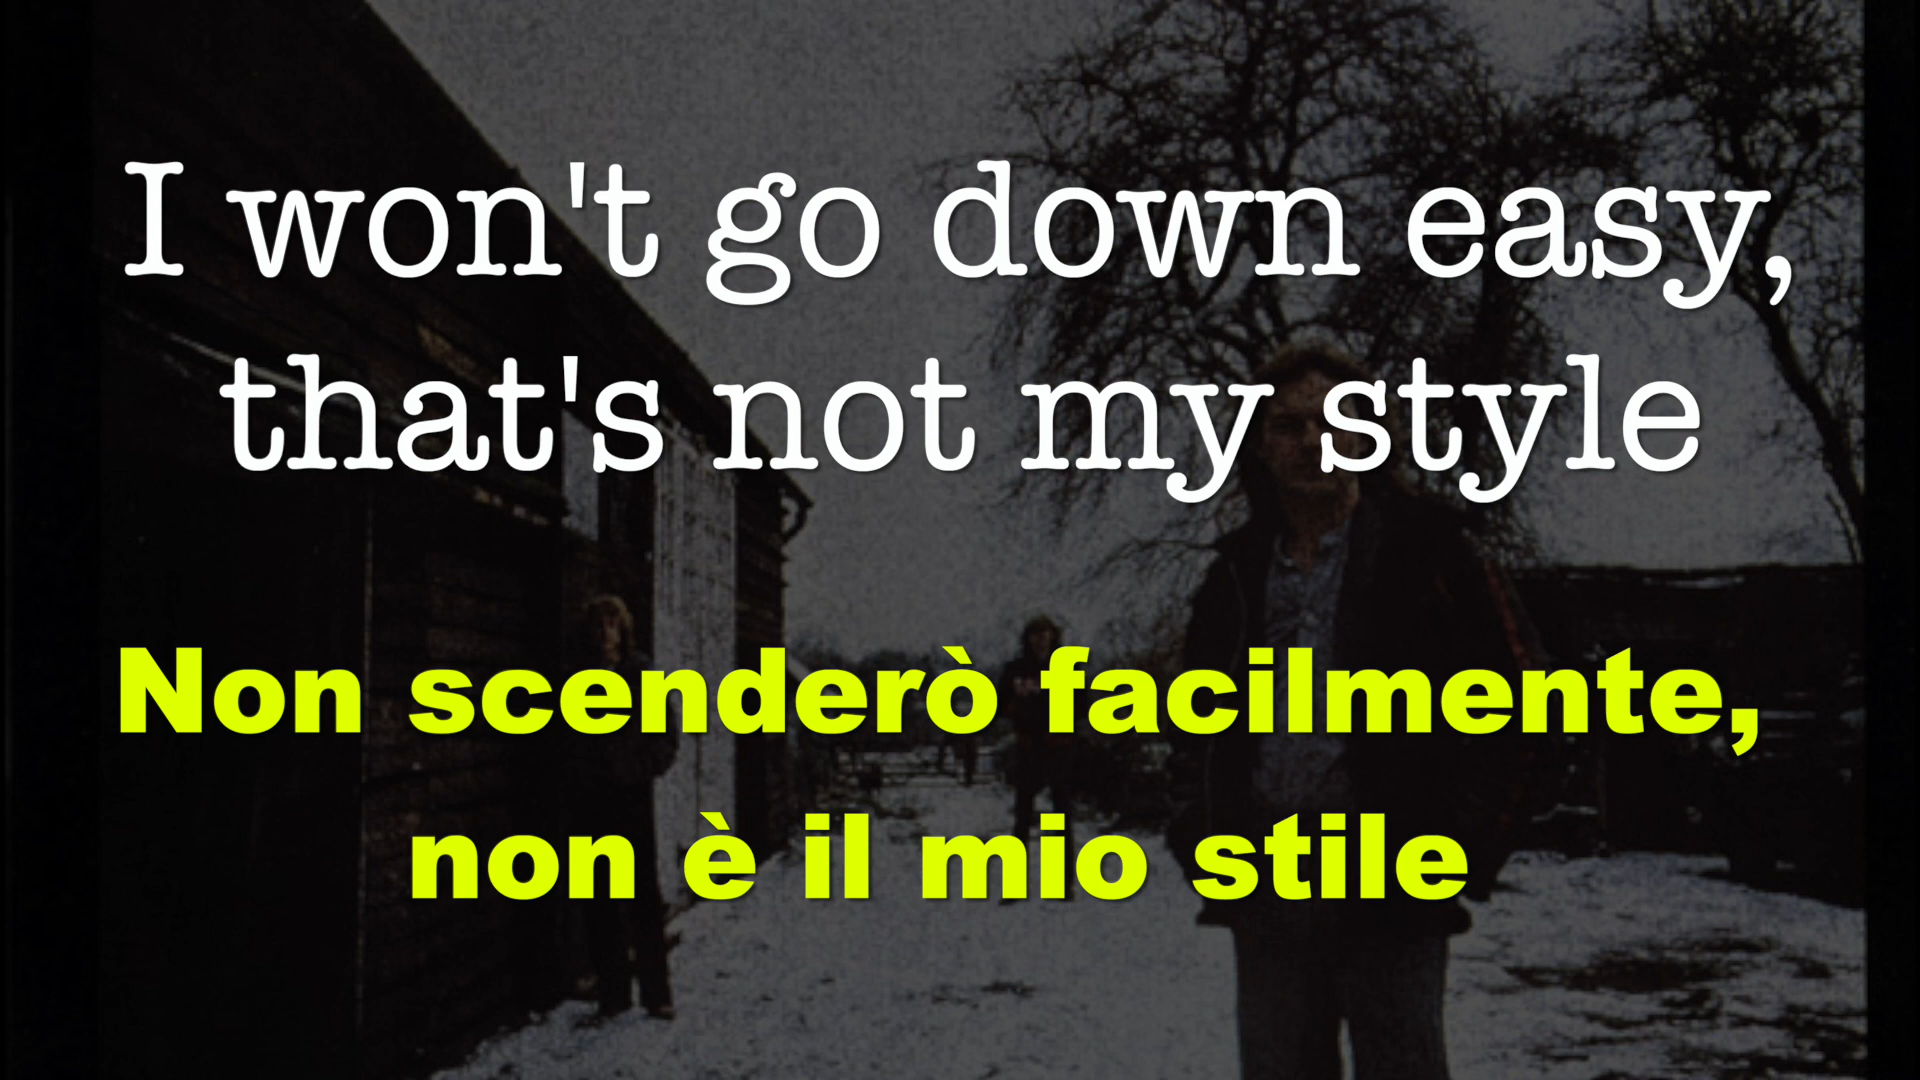 I won't go down easy,
that's not my style
Non scenderò facilmente,
non è il mio stile